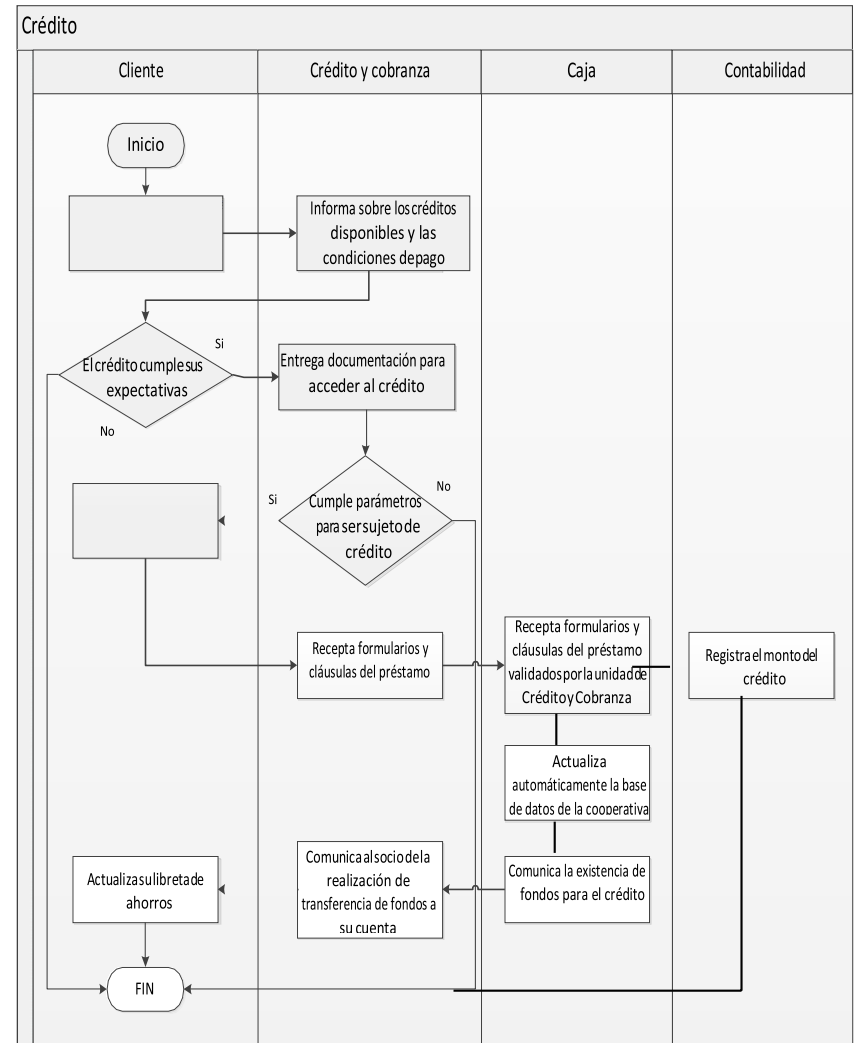 Crédito
Cliente
Crédito y cobranza
Caja
Contabilidad
Inicio
Informa sobre los créditos
disponibles y las
condiciones de pago
El crédito cumple sus
expectativas
Si
No
Entrega documentación para
acceder al crédito
Cumple parámetros
para ser sujeto de
crédito
Si
No
Recepta formularios y
cláusulas del préstamo
Recepta formularios y
cláusulas del préstamo
validados por la unidad de
Crédito y Cobranza
Registra el monto del
crédito
Actualiza
automáticamente la base
de datos de la cooperativa
Comunica la existencia de
fondos para el crédito
Comunica al socio de la
realización de
transferencia de fondos a
su cuenta
Actualiza su libreta de
ahorros
FIN